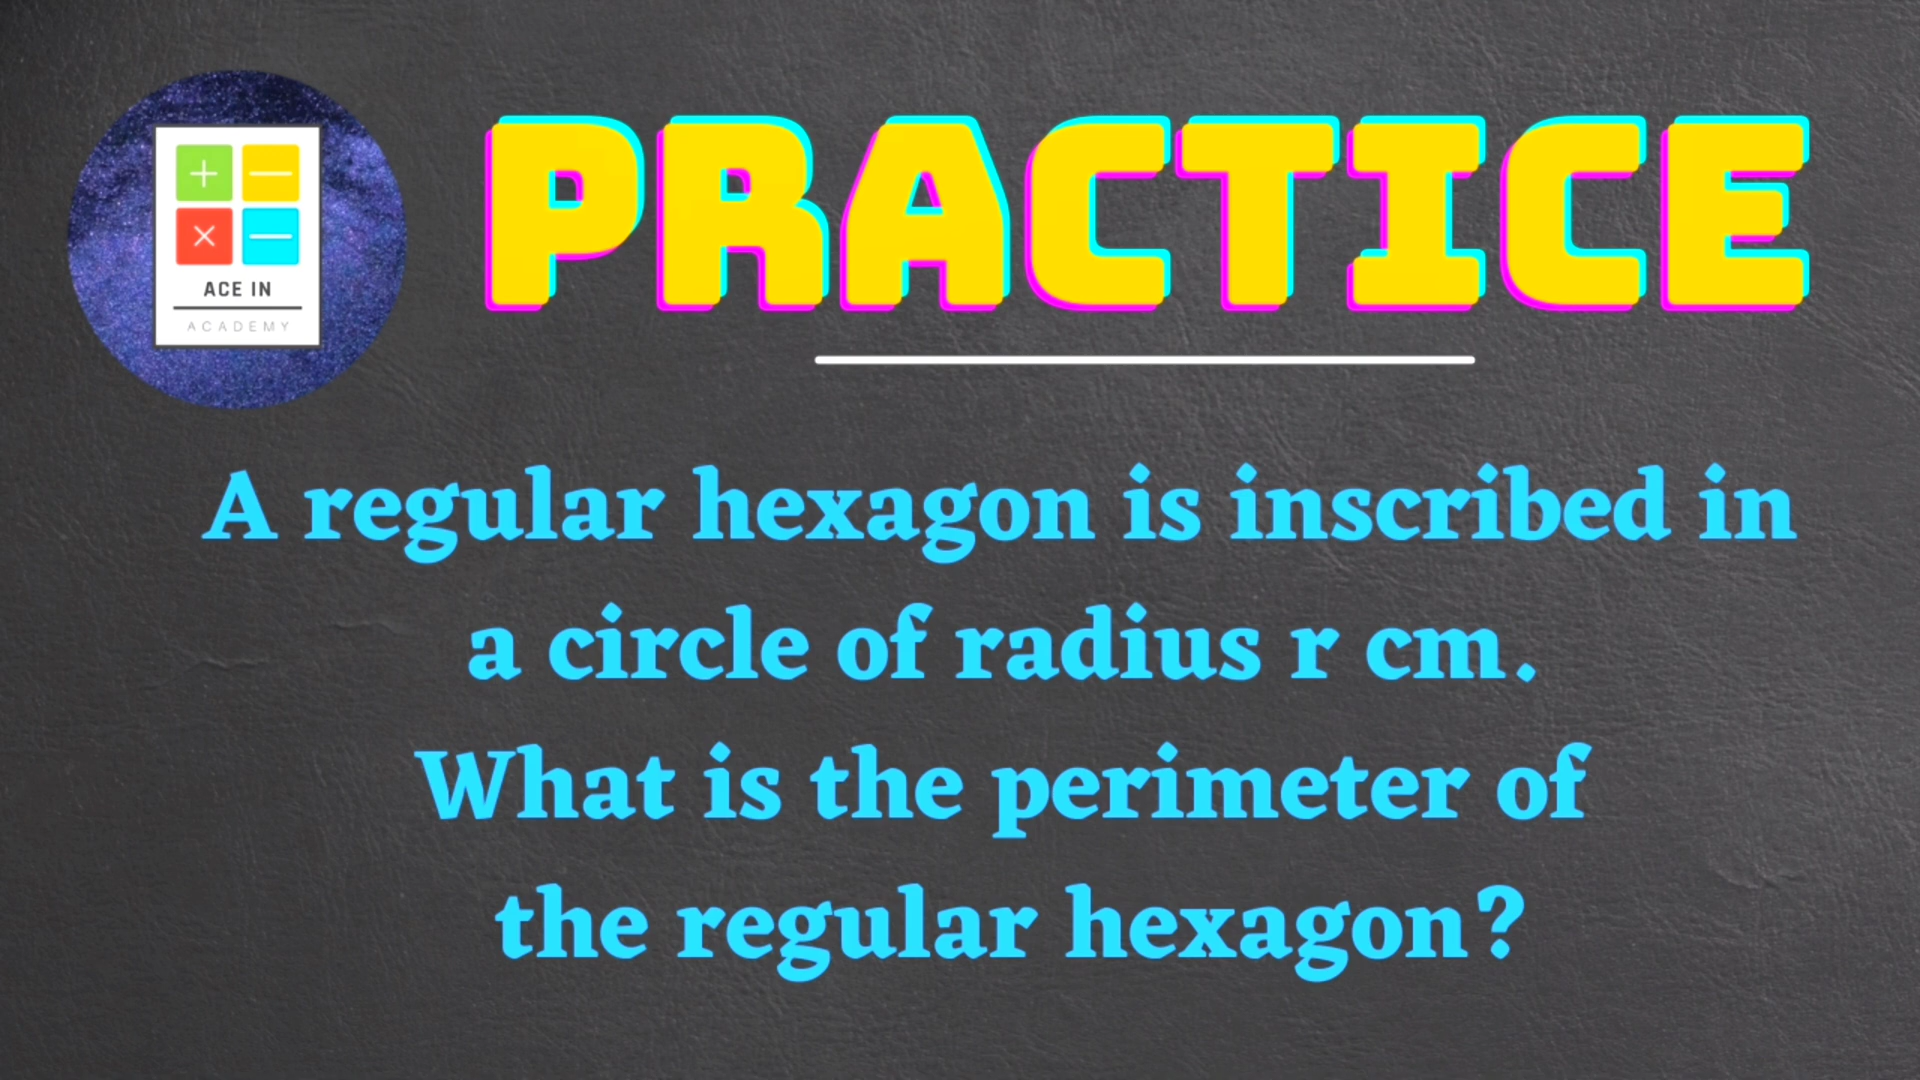 PRACTICE
ACE IN
ACADEMY
A regular hexagon is inscribed in
a circle of radius r cm.
What is the perimeter of
the regular hexagon?